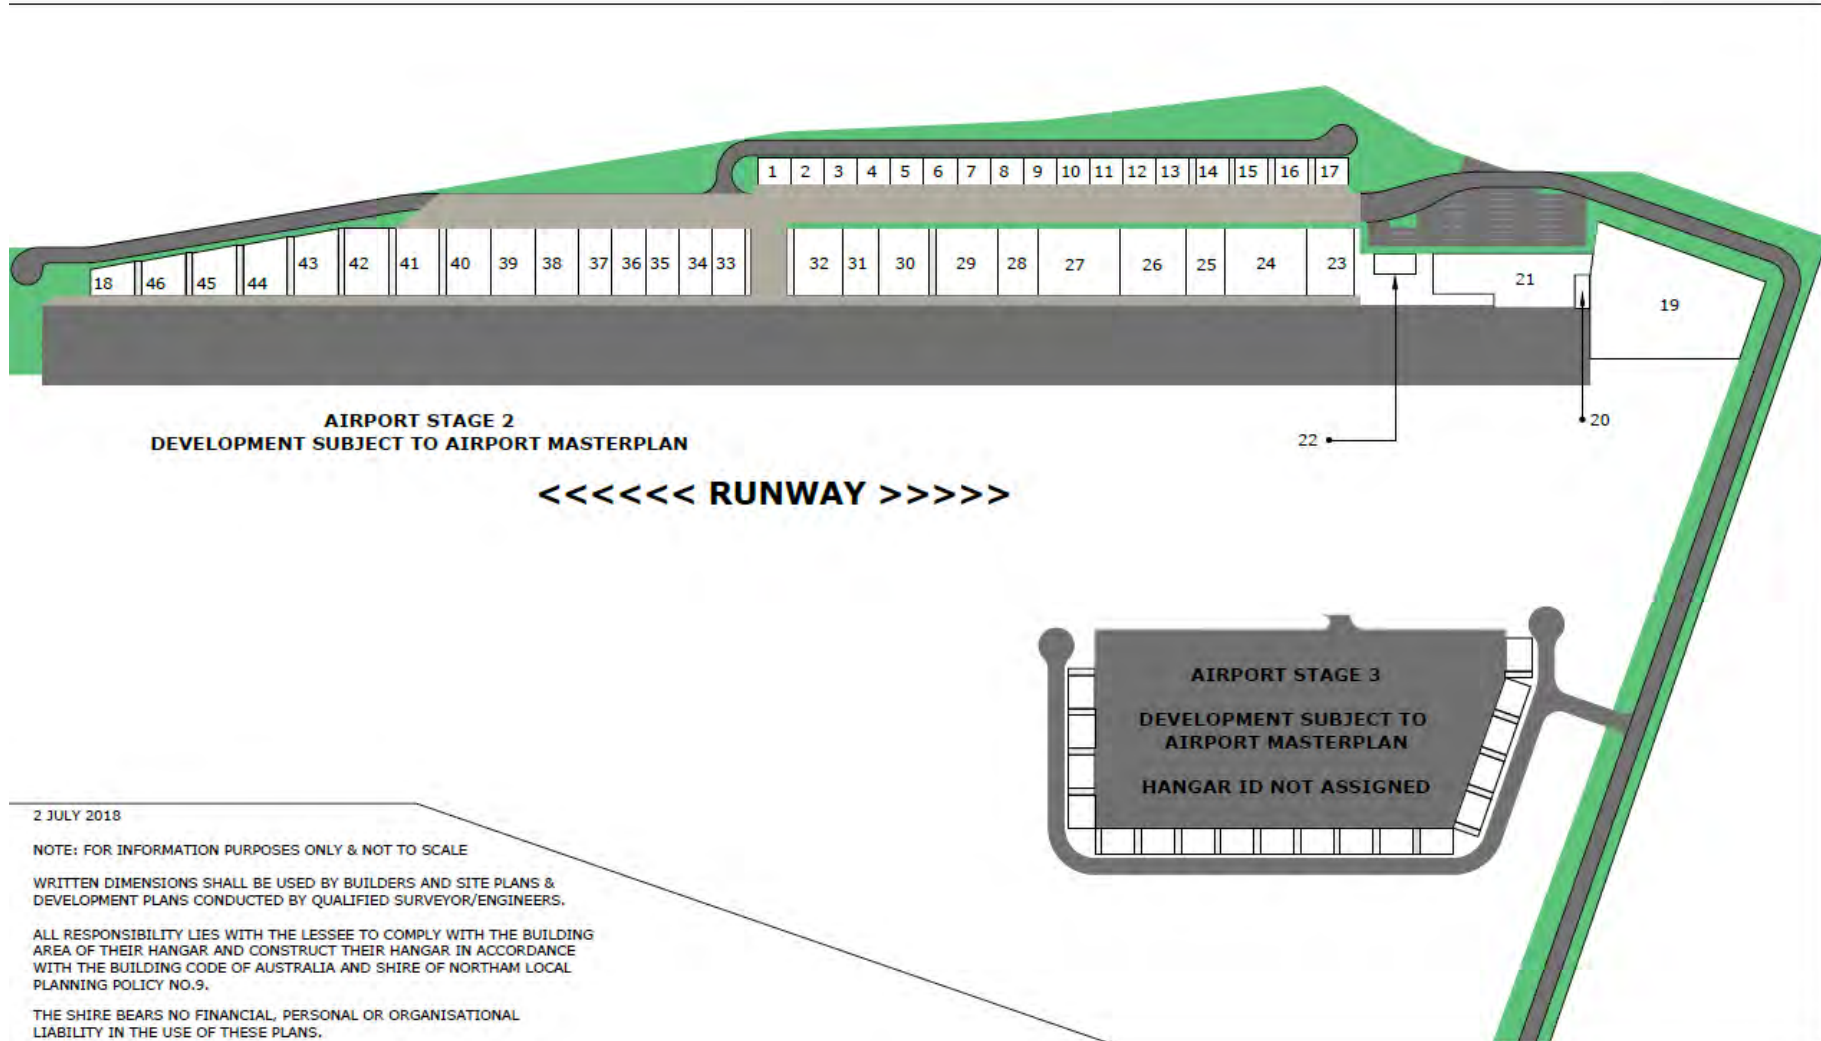 1 2 3 4 5 6 7 8 9 10 11 12 13 14 15 16 17
18 46 45 44 43 42 41 40 39 38 37 36 35 34 33 32 31 30 29 28 27 26 25 24 23
21
19
22
20
AIRPORT STAGE 2
DEVELOPMENT SUBJECT TO AIRPORT MASTERPLAN
<<<<<< RUNWAY >>>>>
AIRPORT STAGE 3
DEVELOPMENT SUBJECT TO
AIRPORT MASTERPLAN
HANGAR ID NOT ASSIGNED
2 JULY 2018
NOTE: FOR INFORMATION PURPOSES ONLY & NOT TO SCALE
WRITTEN DIMENSIONS SHALL BE USED BY BUILDERS AND SITE PLANS &
DEVELOPMENT PLANS CONDUCTED BY QUALIFIED SURVEYOR/ENGINEERS.
ALL RESPONSIBILITY LIES WITH THE LESSEE TO COMPLY WITH THE BUILDING
AREA OF THEIR HANGAR AND CONSTRUCT THEIR HANGAR IN ACCORDANCE
WITH THE BUILDING CODE OF AUSTRALIA AND SHIRE OF NORTHAM LOCAL
PLANNING POLICY NO.9.
THE SHIRE BEARS NO FINANCIAL, PERSONAL OR ORGANISATIONAL
LIABILITY IN THE USE OF THESE PLANS.